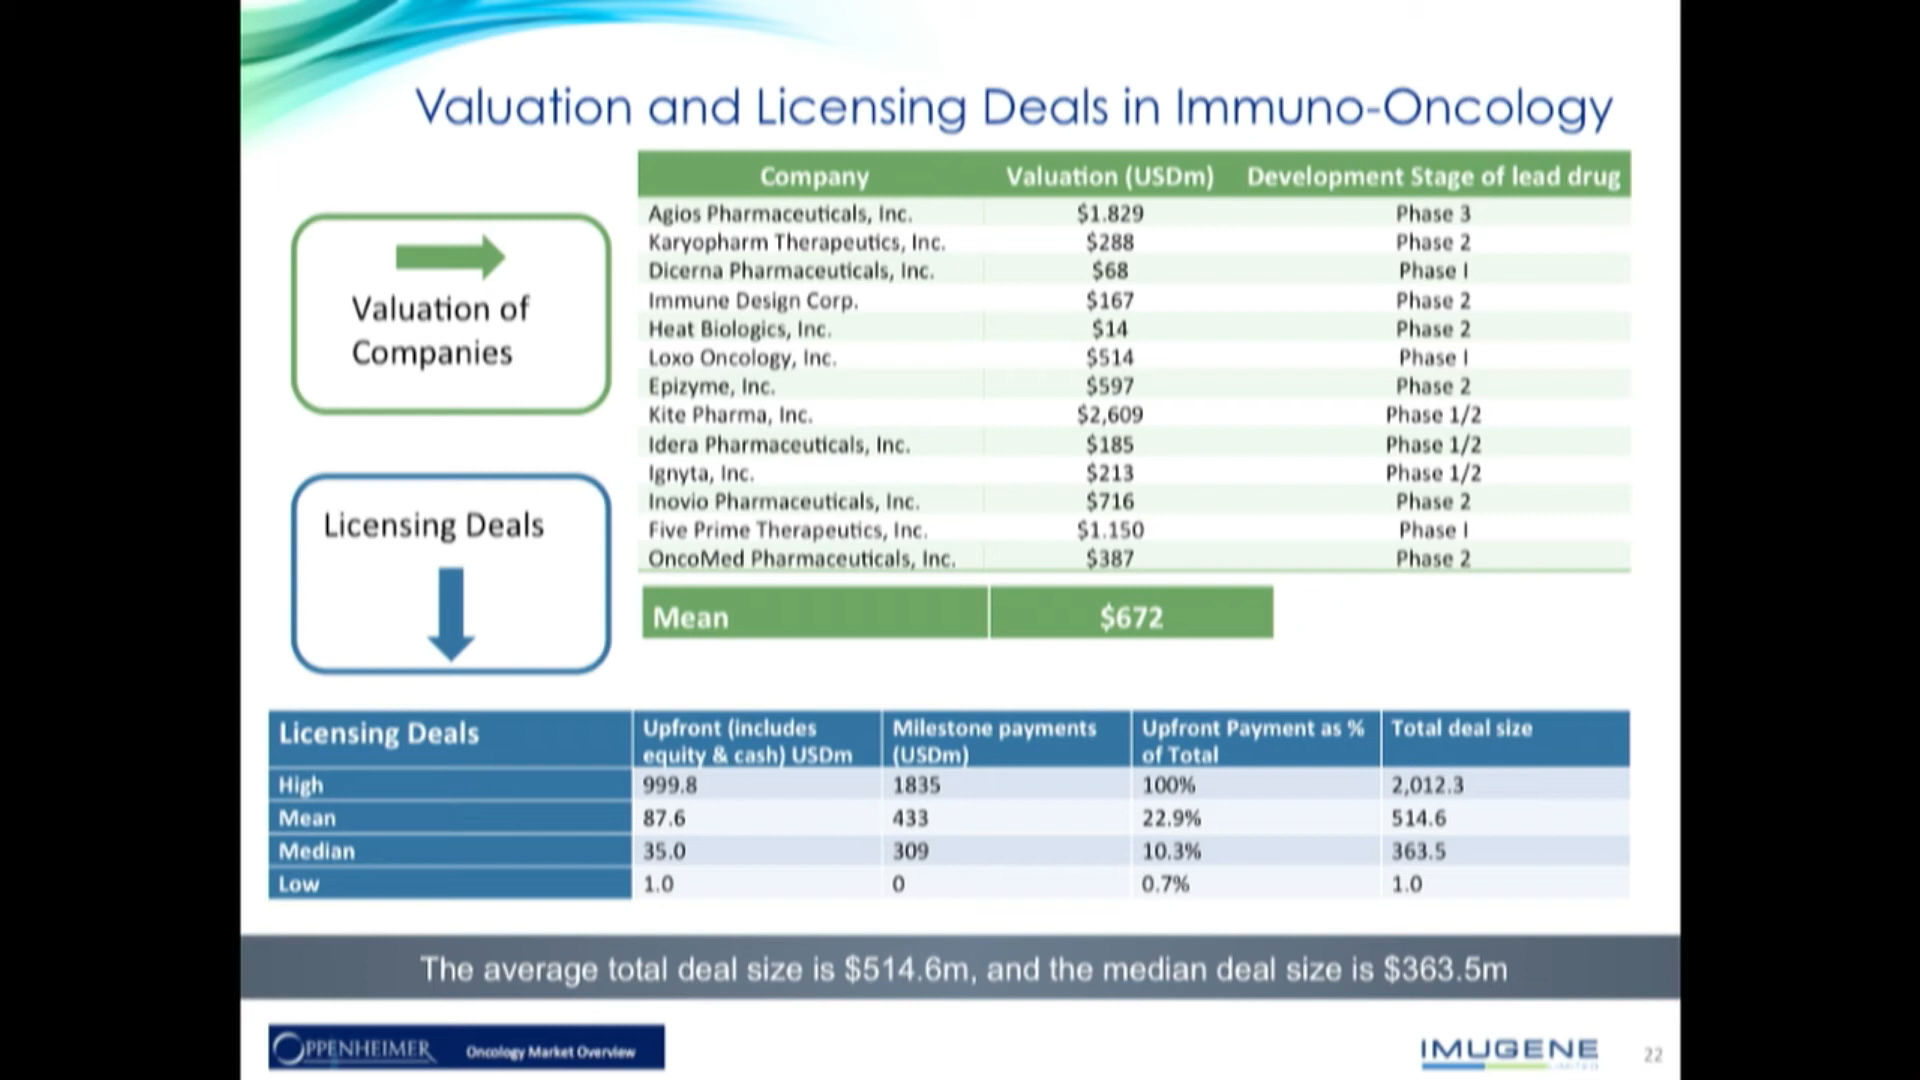 Valuation and Licensing Deals in Immuno-Oncology
Company Valuation (USDm) Development Stage of lead drug
Agios Pharmaceuticals, Inc. $1.829 Phase 3
Karyopharm Therapeutics, Inc. $288 Phase 2
Dicerna Pharmaceuticals, Inc. $68 Phase I
Immune Design Corp. $167 Phase 2
Heat Biologics, Inc. $14 Phase 2
Loxo Oncology, Inc. $514 Phase I
Epizyme, Inc. $597 Phase 2
Kite Pharma, Inc. $2,609 Phase 1/2
Idera Pharmaceuticals, Inc. $185 Phase 1/2
Ignyta, Inc. $213 Phase 1/2
Inovio Pharmaceuticals, Inc. $716 Phase 2
Five Prime Therapeutics, Inc. $1.150 Phase I
OncoMed Pharmaceuticals, Inc. $387 Phase 2
Mean $672
Valuation of
Companies
Licensing Deals
Licensing Deals Upfront (includes equity & cash) USDm Milestone payments (USDm) Upfront Payment as % of Total Total deal size
High 999.8 1835 100% 2,012.3
Mean 87.6 433 22.9% 514.6
Median 35.0 309 10.3% 363.5
Low 1.0 0 0.7% 1.0
The average total deal size is $514.6m, and the median deal size is $363.5m
OPPENHEIMER Oncology Market Overview
IMUGENE
LIMITED
22